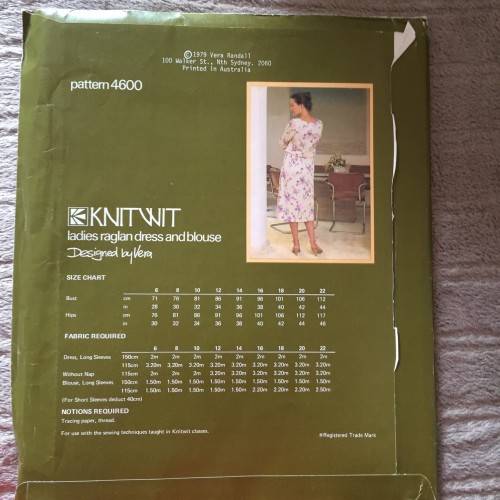 ©1979 Vera Randall
100 Walker St., Nth Sydney, 2060
Printed in Australia
pattern 4600
KNITWIT
ladies raglan dress and blouse
Designed by Vera
SIZE CHART
6 8 10 12 14 16 18 20 22
Bust cm 71 76 81 86 91 96 101 106 112
in 28 30 32 34 36 38 40 42 44
Hips cm 76 81 86 91 96 101 106 112 117
in 30 32 34 36 38 40 42 44 46
FABRIC REQUIRED
6 8 10 12 14 16 18 20 22
Dress, Long Sleeves 150cm 2m 2m 2m 2m 2m 2m 2m 2m 2m
115cm 3.20m 3.20m 3.20m 3.20m 3.20m 3.20m 3.20m 3.20m 3.20m
Without Nap 115cm 2m 2m 2m 3.20m 3.20m 3.20m 3.20m 3.20m 3.20m
Blouse, Long Sleeves 150cm 1.50m 1.50m 1.50m 1.50m 1.50m 1.50m 1.50m 1.50m 1.50m
115cm 1.50m 1.50m 1.50m 1.50m 1.50m 1.50m 2.20m 2.20m 2.50m
(For Short Sleeves deduct 40cm)
NOTIONS REQUIRED
Tracing paper, thread.
For use with the sewing techniques taught in Knitwit classes.
®Registered Trade Mark